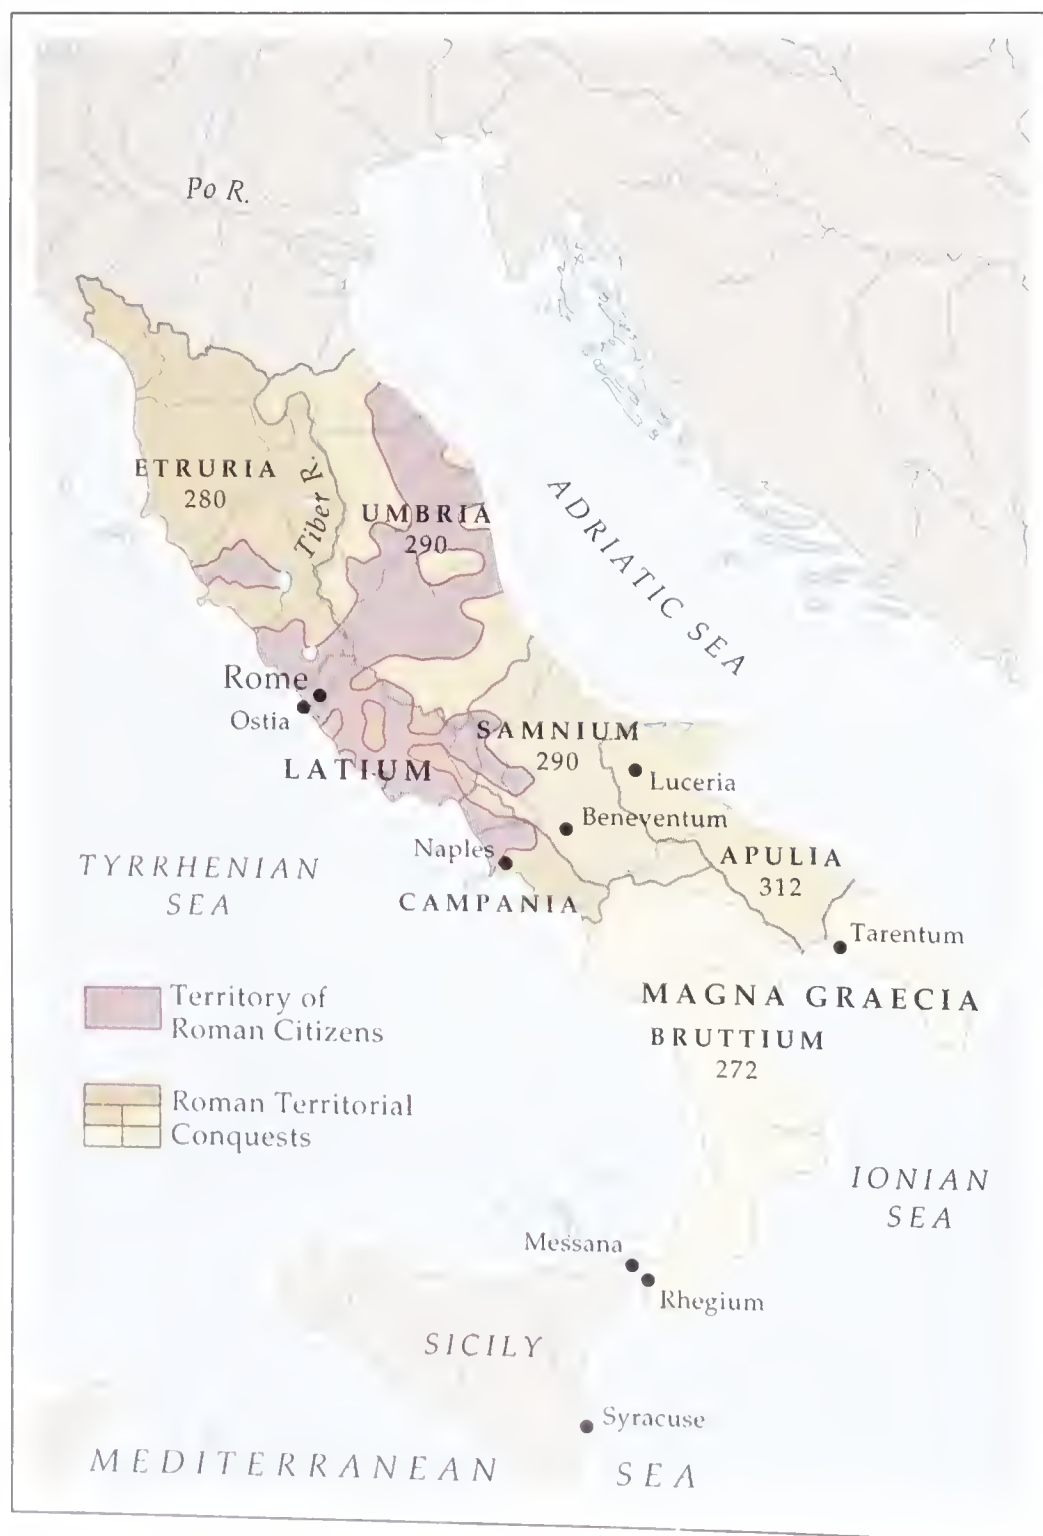 Po R.
ETRURIA
280
Tiber R.
UMBRIA
290
ADRIATIC SEA
Rome
Ostia
LATIUM
SAMNIUM
290
Luceria
Beneventum
Naples
CAMPANIA
APULIA
312
Tarentum
TYRRHENIAN
SEA
MAGNA GRAECIA
BRUTTIUM
272
Territory of
Roman Citizens
Roman Territorial
Conquests
IONIAN
SEA
Messana
Rhegium
SICILY
Syracuse
MEDITERRANEAN SEA